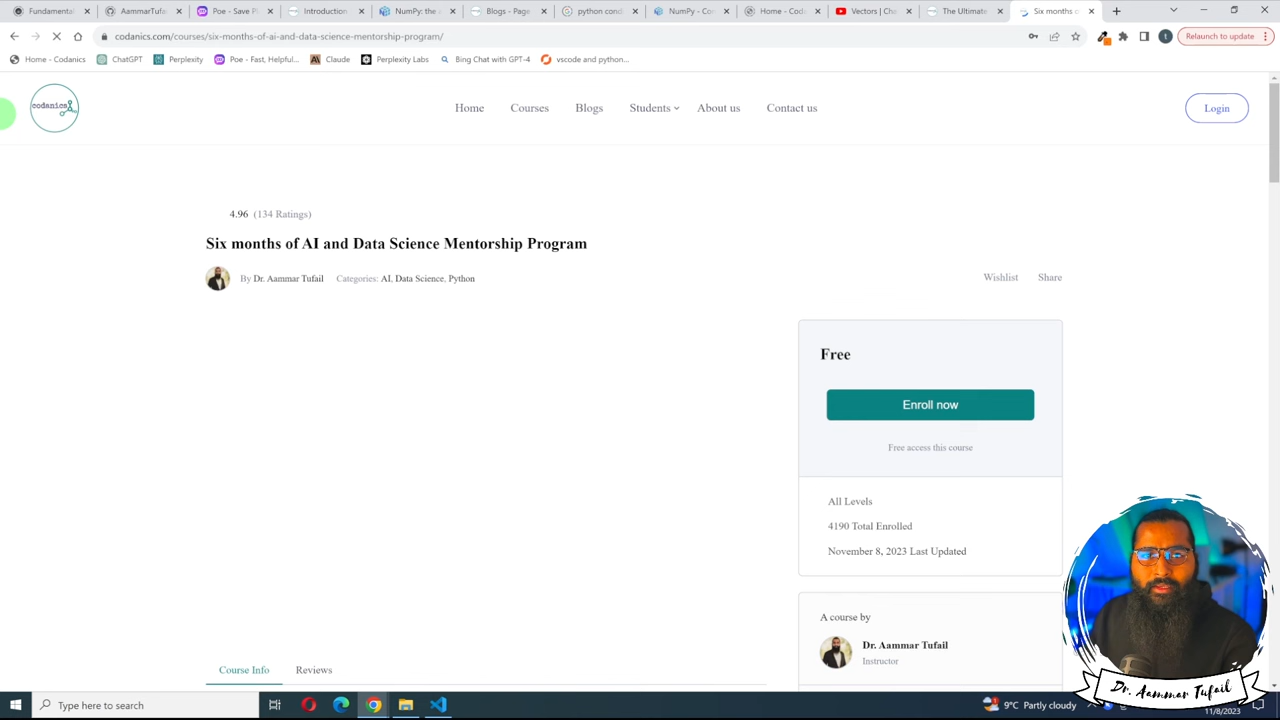 Fundamental
AammarTufai
Poe - Save Pl
Introduction
NumPy: the a
Blogs - Page
python cond
NumPy - Co
Home - Coda
Vectors | Cha
The Ultimate
Six months o
codanics.com/courses/six-months-of-ai-and-data-science-mentorship-program/
Relaunch to update
Home - Codanics
ChatGPT
Perplexity
Poe - Fast, Helpful...
Claude
Perplexity Labs
Bing Chat with GPT-4
vscode and python...
codanics
Home
Courses
Blogs
Students
About us
Contact us
Login
4.96 (134 Ratings)
Six months of AI and Data Science Mentorship Program
By Dr. Aammar Tufail
Categories: AI, Data Science, Python
Wishlist
Share
Free
Enroll now
Free access this course
All Levels
4190 Total Enrolled
November 8, 2023 Last Updated
A course by
Dr. Aammar Tufail
Instructor
Course Info
Reviews
Dr. Aammar Tufail
Type here to search
9°C Partly cloudy
11/8/2023